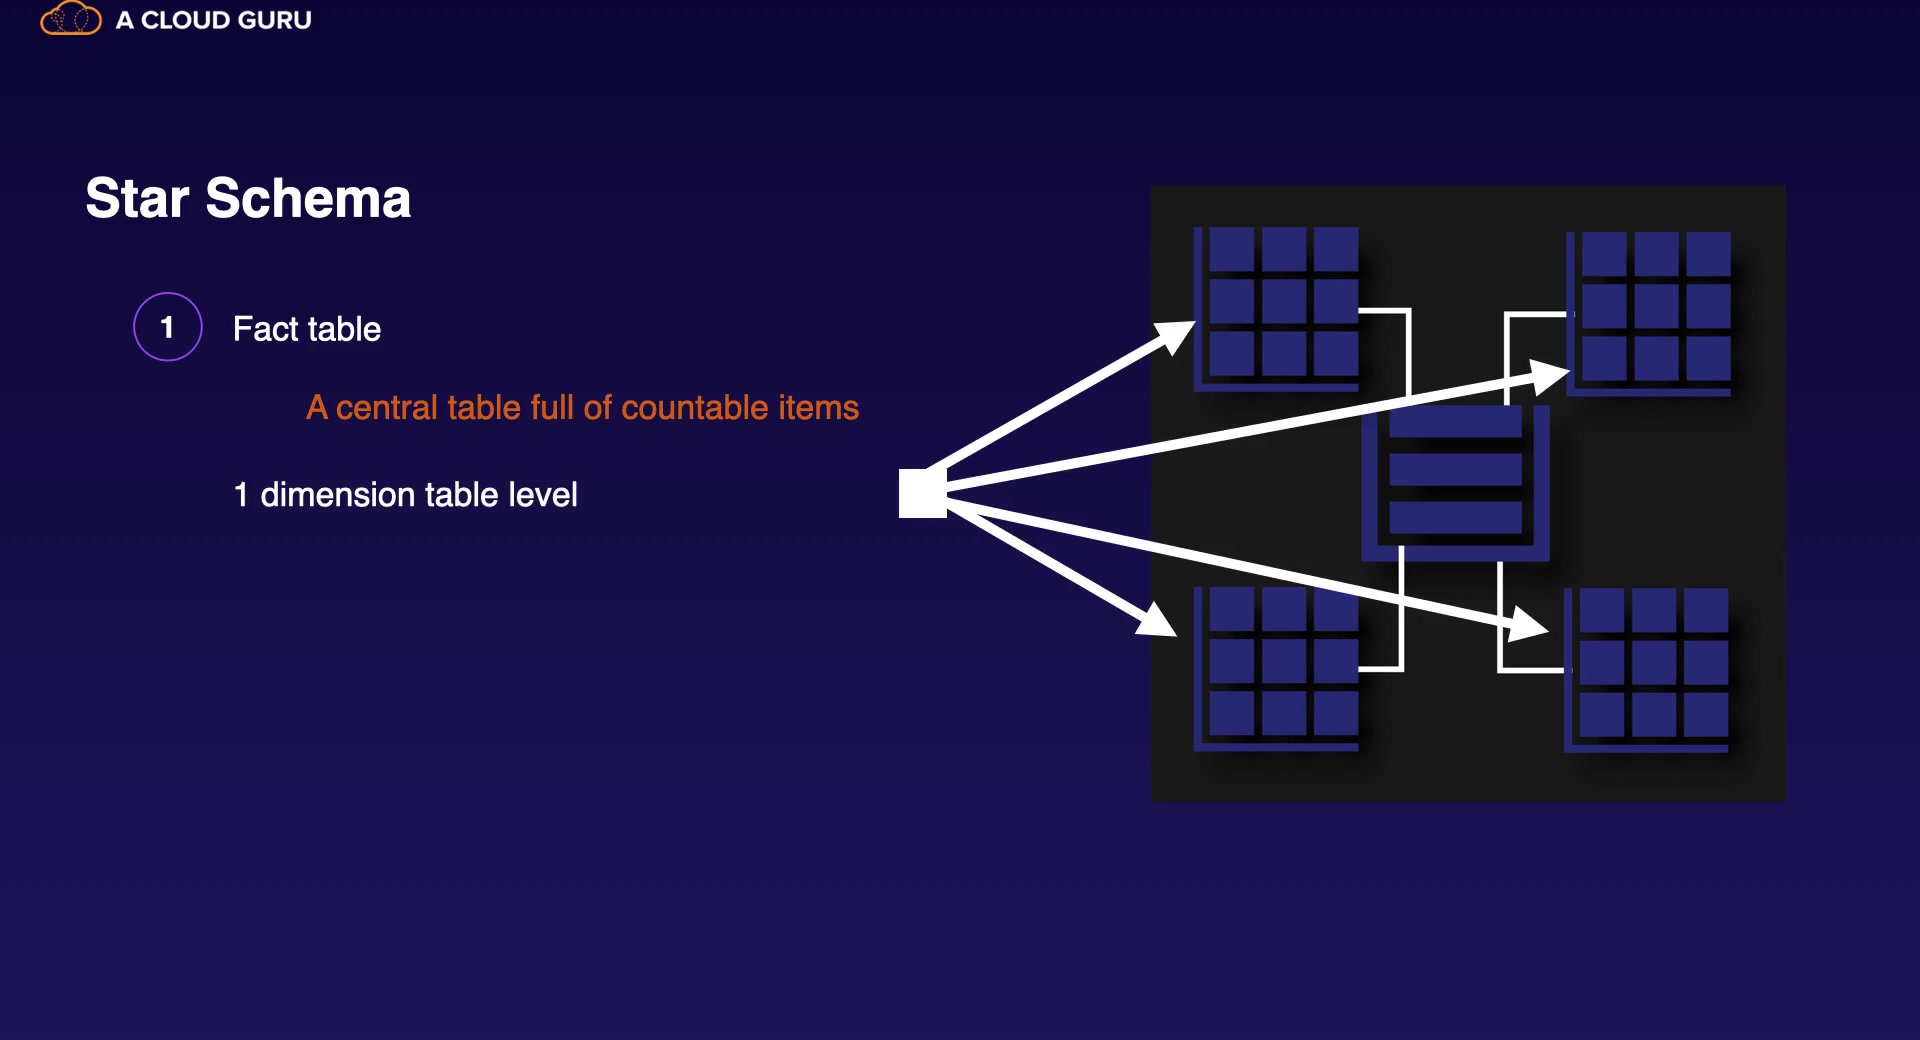 A CLOUD GURU
Star Schema
1 Fact table
A central table full of countable items
1 dimension table level